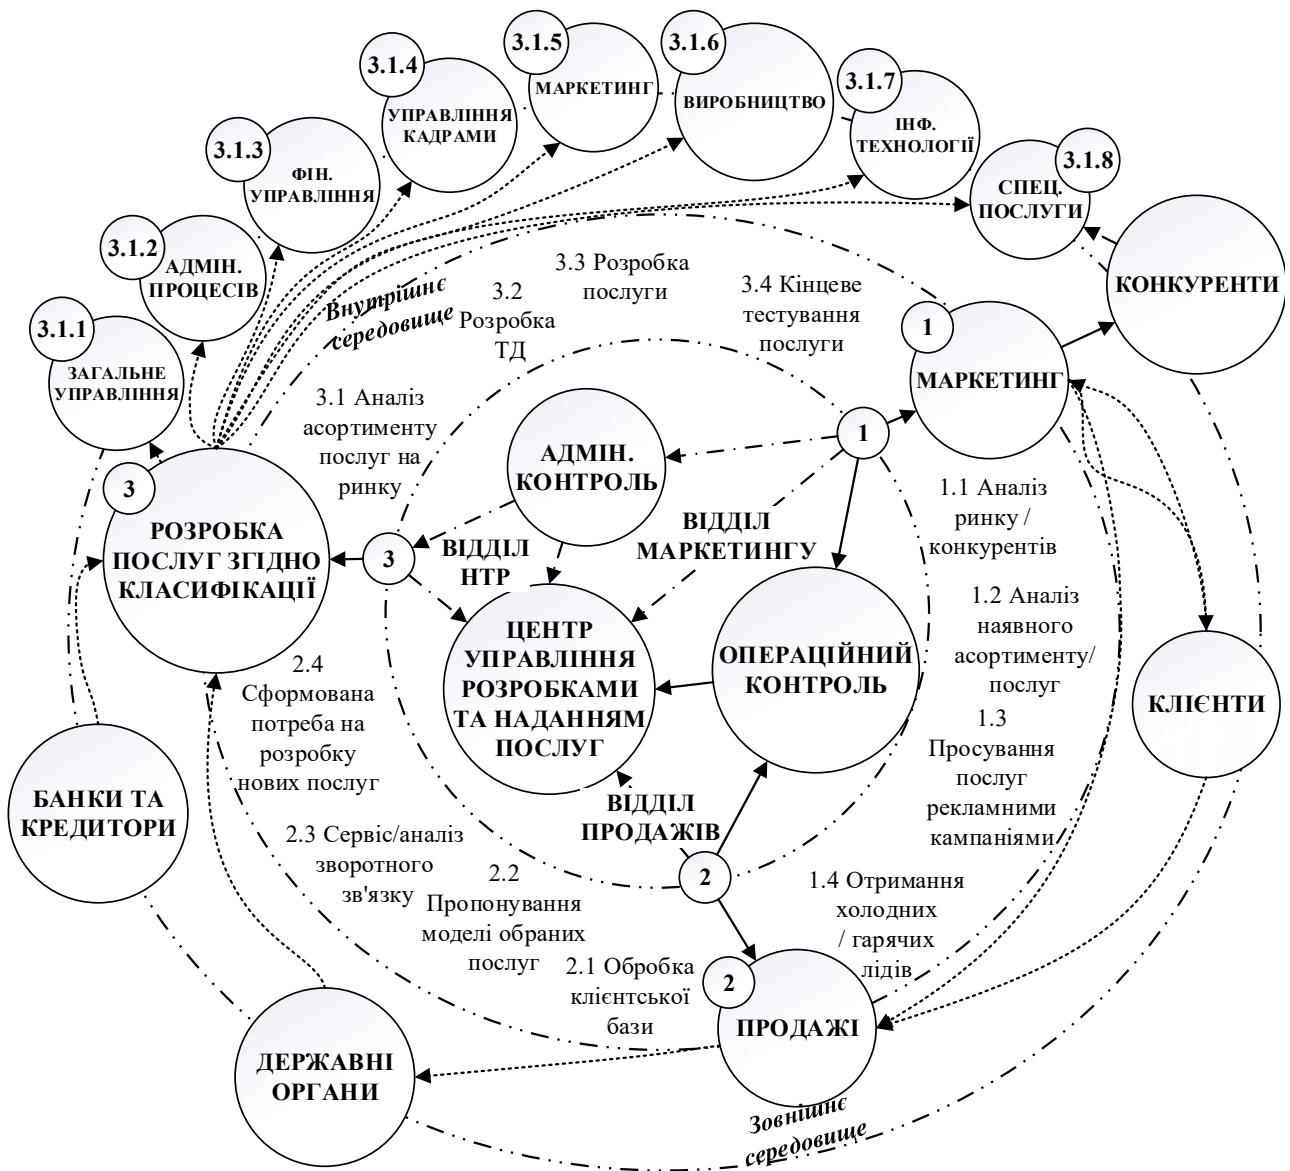 3.1.5
МАРКЕТИНГ
3.1.6
ВИРОБНИЦТВО
3.1.4
УПРАВЛІННЯ
КАДРАМИ
3.1.7
ІНФ.
ТЕХНОЛОГІЇ
3.1.3
ФІН.
УПРАВЛІННЯ
3.1.8
СПЕЦ.
ПОСЛУГИ
3.1.2
АДМІН.
ПРОЦЕСІВ
3.1.1
ЗАГАЛЬНЕ
УПРАВЛІННЯ
КОНКУРЕНТИ
Внутрішнє
середовище
3.2
Розробка
ТД
3.3 Розробка
послуги
3.4 Кінцеве
тестування
послуги
1
МАРКЕТИНГ
3.1 Аналіз
асортименту
послуг на
ринку
АДМІН.
КОНТРОЛЬ
1
3
РОЗРОБКА
ПОСЛУГ ЗГІДНО
КЛАСИФІКАЦІЇ
3
ВІДДІЛ
НТР
ВІДДІЛ
МАРКЕТИНГУ
1.1 Аналіз
ринку /
конкурентів
1.2 Аналіз
наявного
асортименту/
послуг
ЦЕНТР
УПРАВЛІННЯ
РОЗРОБКАМИ
ТА НАДАННЯМ
ПОСЛУГ
ОПЕРАЦІЙНИЙ
КОНТРОЛЬ
КЛІЄНТИ
2.4
Сформована
потреба на
розробку
нових послуг
1.3
Просування
послуг
рекламними
кампаніями
БАНКИ ТА
КРЕДИТОРИ
ВІДДІЛ
ПРОДАЖІВ
2
2.3 Сервіс/аналіз
зворотного
зв'язку
2.2
Пропонування
моделі обраних
послуг
2.1 Обробка
клієнтської
бази
1.4 Отримання
холодних
/ гарячих
лідів
2
ПРОДАЖІ
ДЕРЖАВНІ
ОРГАНИ
Зовнішнє
середовище